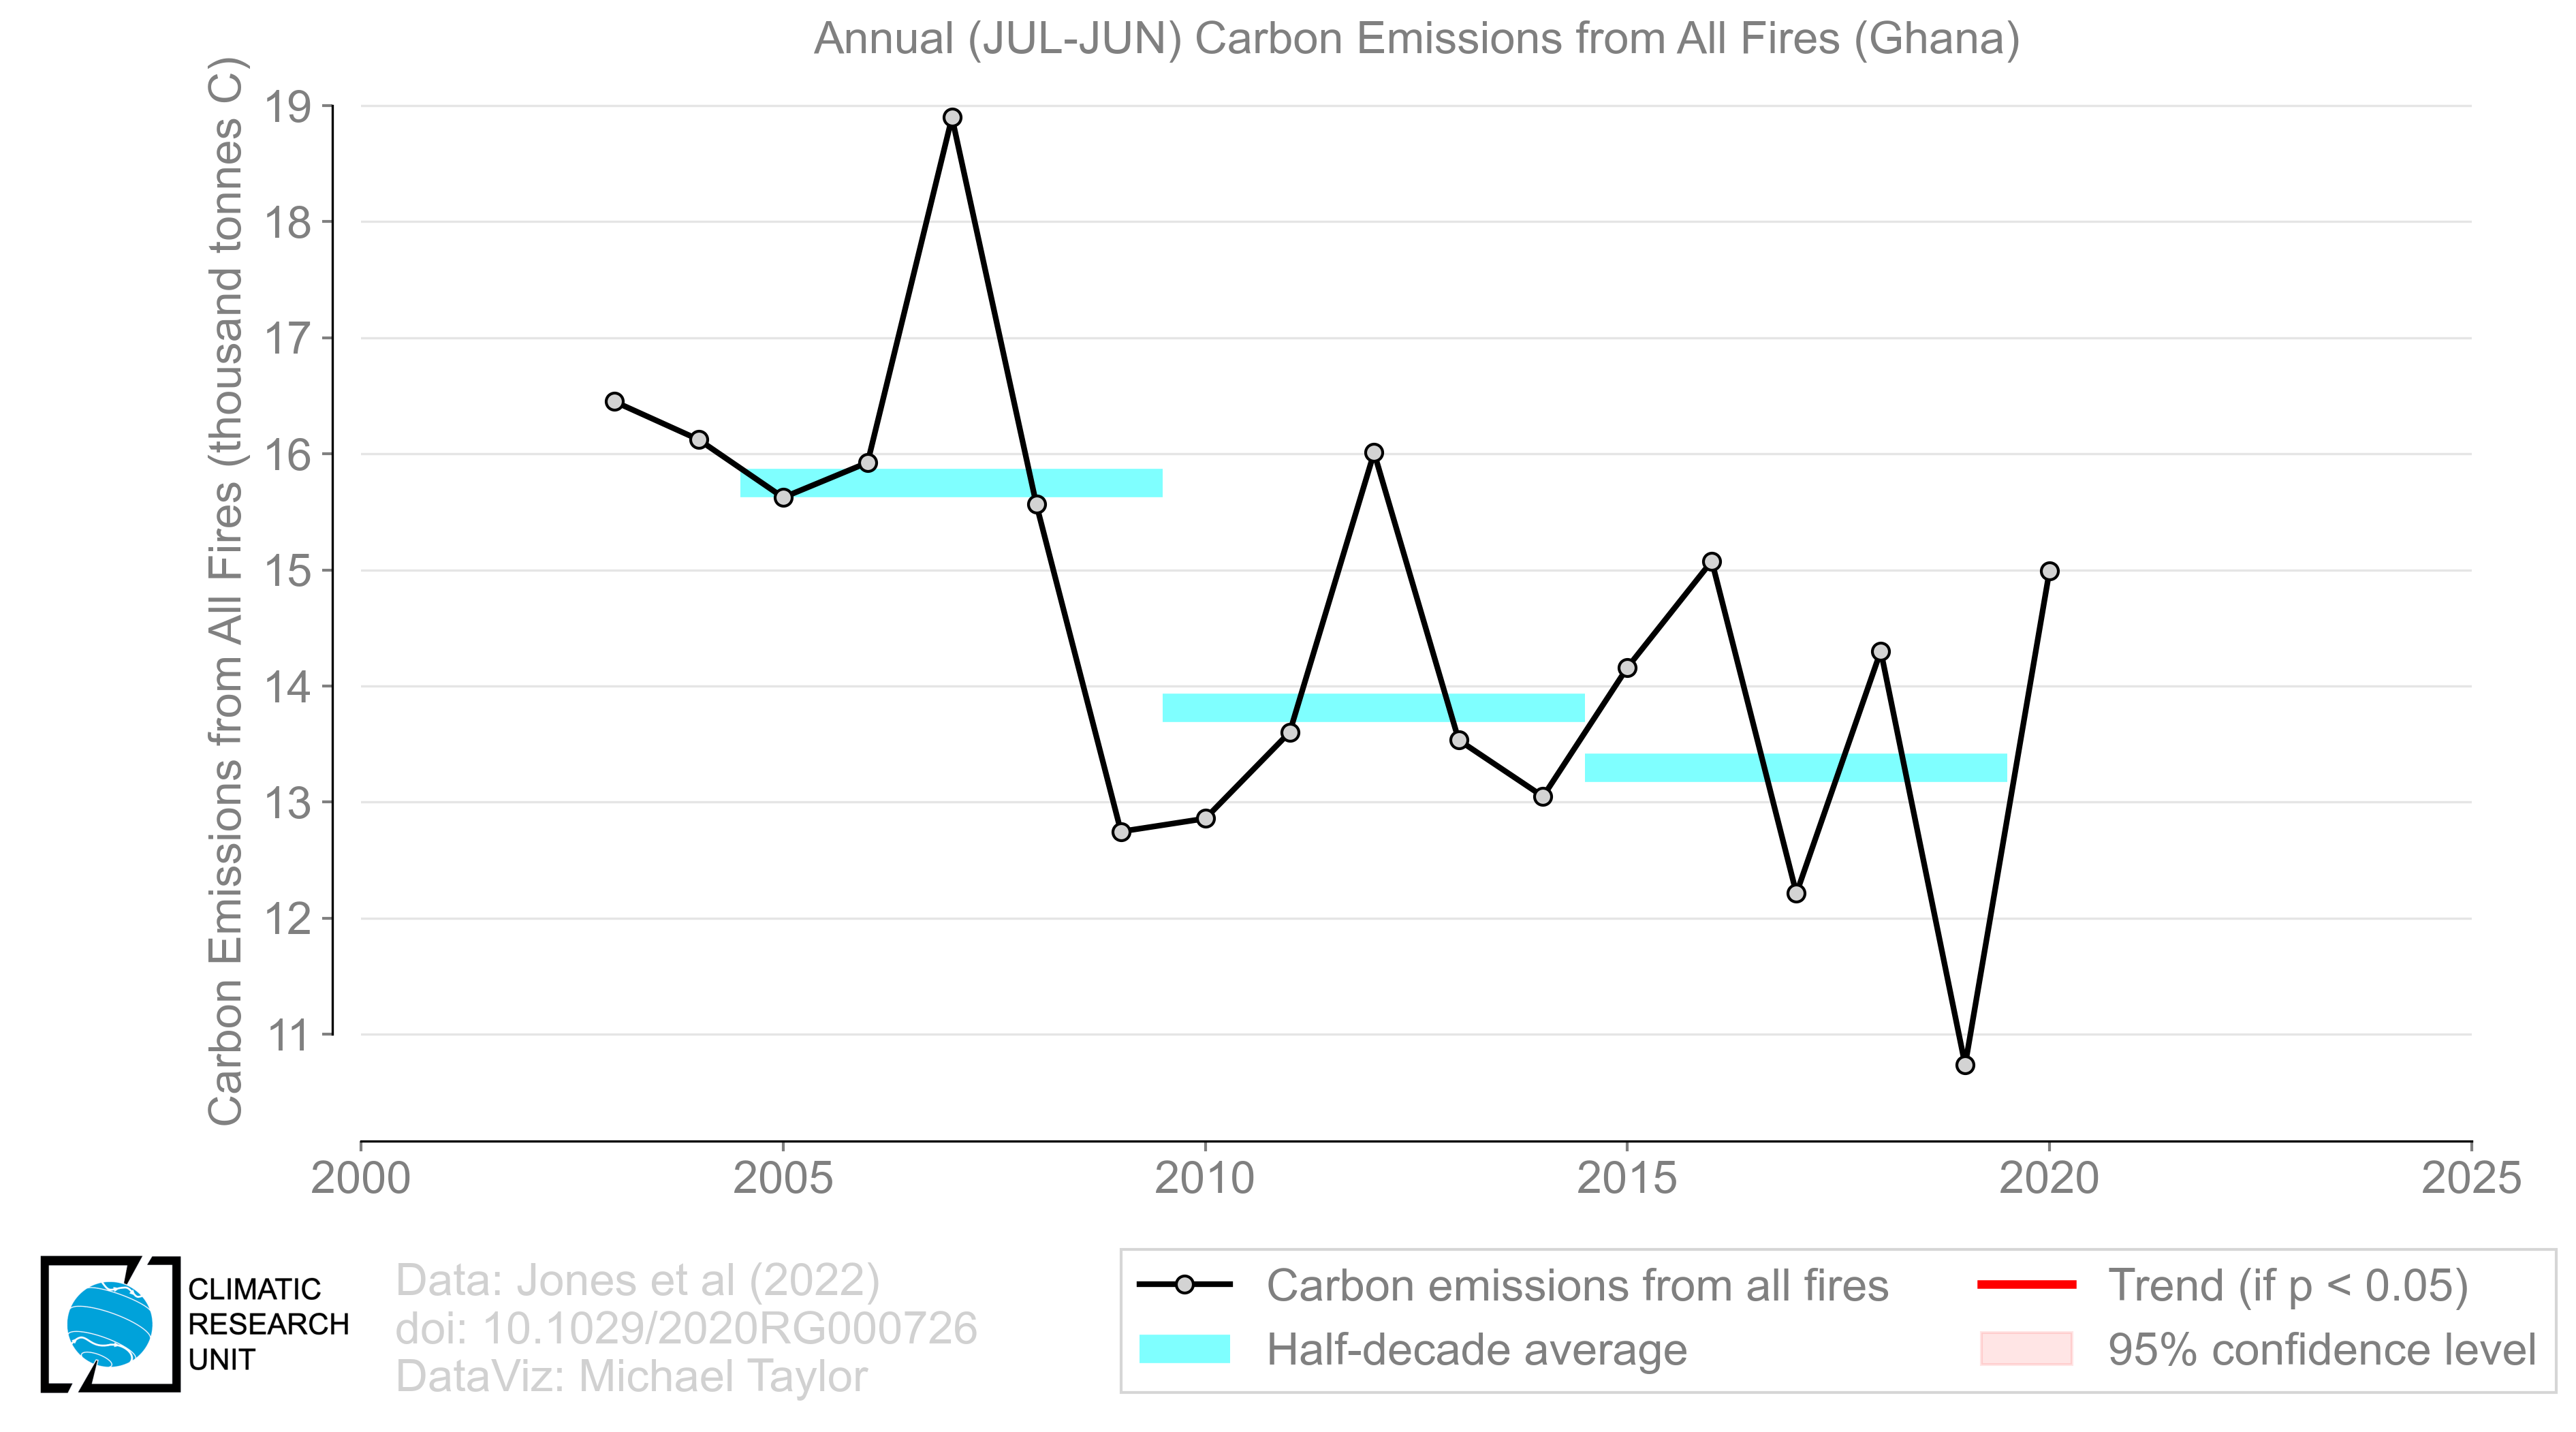 Annual (JUL-JUN) Carbon Emissions from All Fires (Ghana)
Carbon Emissions from All Fires (thousand tonnes C)
19
18
17
16
15
14
13
12
11
2000 2005 2010 2015 2020 2025
CLIMATIC
RESEARCH
UNIT
Data: Jones et al (2022)
doi: 10.1029/2020RG000726
DataViz: Michael Taylor
Carbon emissions from all fires
Half-decade average
Trend (if p < 0.05)
95% confidence level